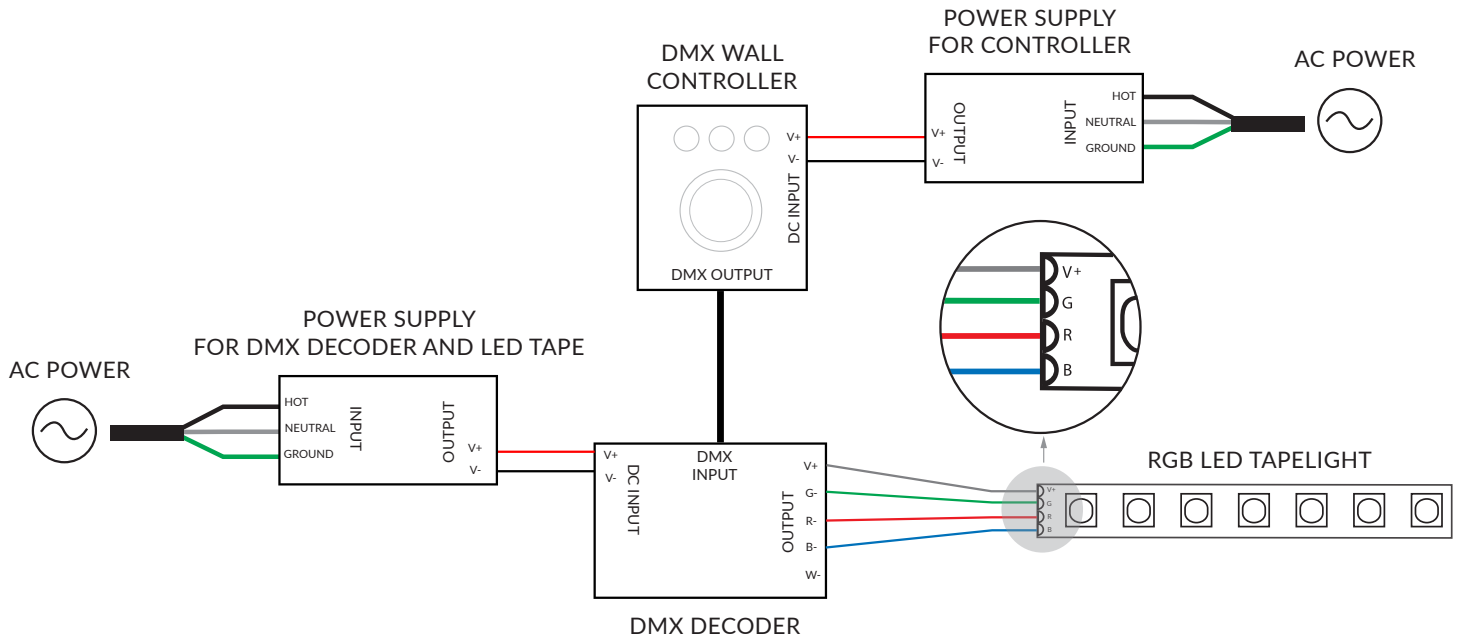 POWER SUPPLY
FOR CONTROLLER
DMX WALL
CONTROLLER
AC POWER
HOT
NEUTRAL
GROUND
INPUT
OUTPUT
V+
V-
V+
V-
DC INPUT
DMX OUTPUT
V+
G
R
B
POWER SUPPLY
FOR DMX DECODER AND LED TAPE
AC POWER
HOT
NEUTRAL
GROUND
INPUT
OUTPUT
V+
V-
V+
V-
DC INPUT
DMX
INPUT
OUTPUT
V+
G-
R-
B-
W-
DMX DECODER
RGB LED TAPELIGHT
V+
G
R
B